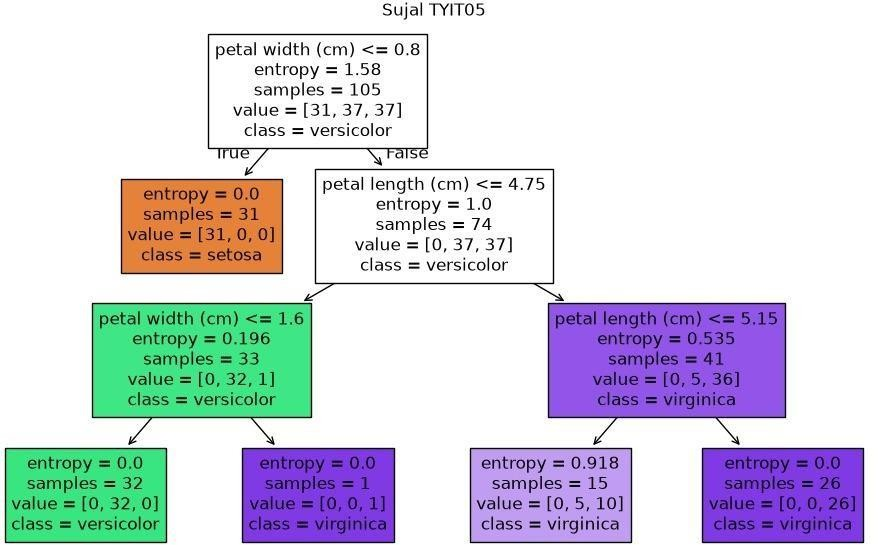 Sujal TYIT05
petal width (cm) <= 0.8
entropy = 1.58
samples = 105
value = [31, 37, 37]
class = versicolor
True
False
entropy = 0.0
samples = 31
value = [31, 0, 0]
class = setosa
petal length (cm) <= 4.75
entropy = 1.0
samples = 74
value = [0, 37, 37]
class = versicolor
petal width (cm) <= 1.6
entropy = 0.196
samples = 33
value = [0, 32, 1]
class = versicolor
petal length (cm) <= 5.15
entropy = 0.535
samples = 41
value = [0, 5, 36]
class = virginica
entropy = 0.0
samples = 32
value = [0, 32, 0]
class = versicolor
entropy = 0.0
samples = 1
value = [0, 0, 1]
class = virginica
entropy = 0.918
samples = 15
value = [0, 5, 10]
class = virginica
entropy = 0.0
samples = 26
value = [0, 0, 26]
class = virginica